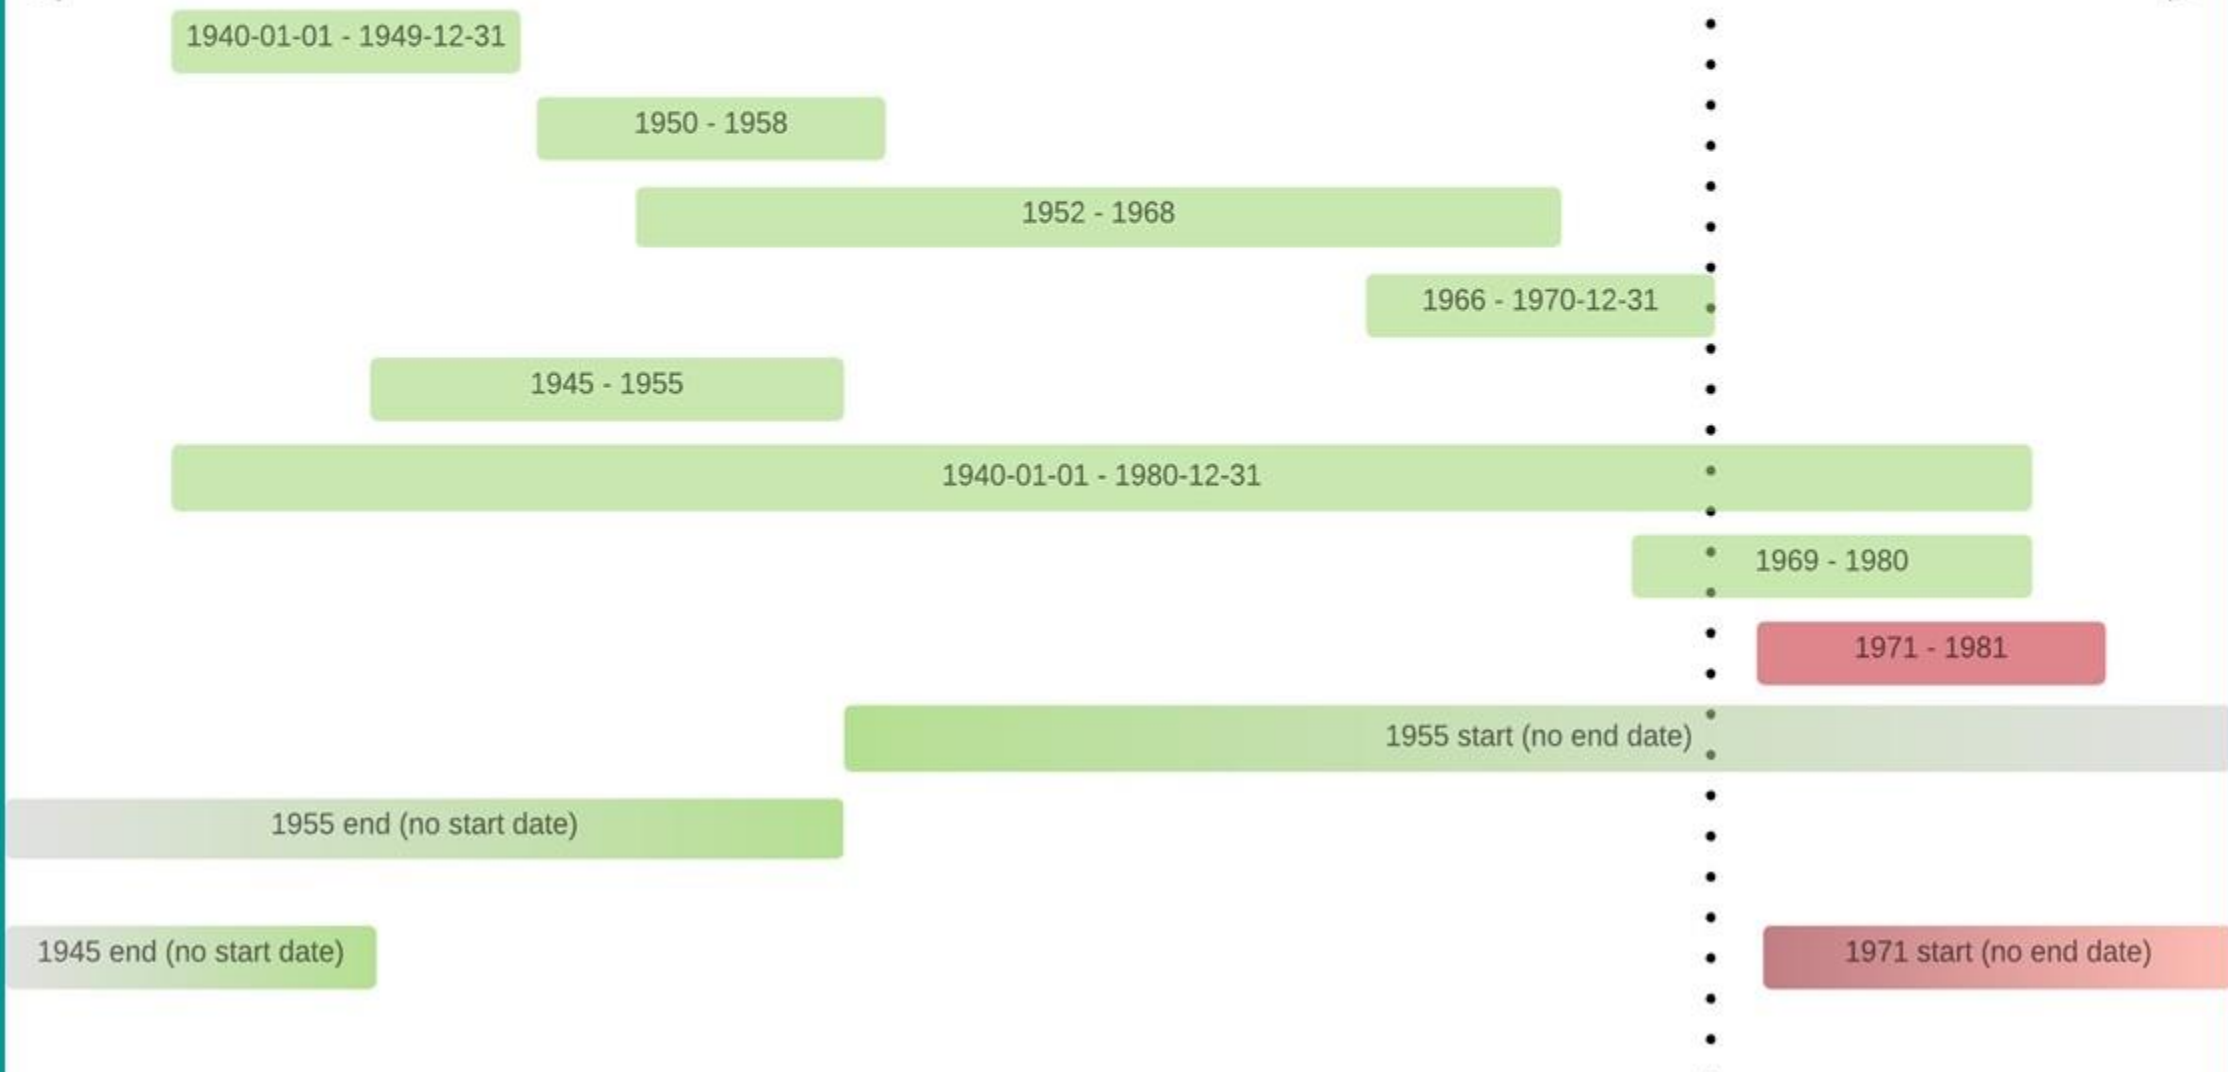 1940-01-01 - 1949-12-31
1950 - 1958
1952 - 1968
1966 - 1970-12-31
1945 - 1955
1940-01-01 - 1980-12-31
1969 - 1980
1971 - 1981
1955 start (no end date)
1955 end (no start date)
1945 end (no start date)
1971 start (no end date)